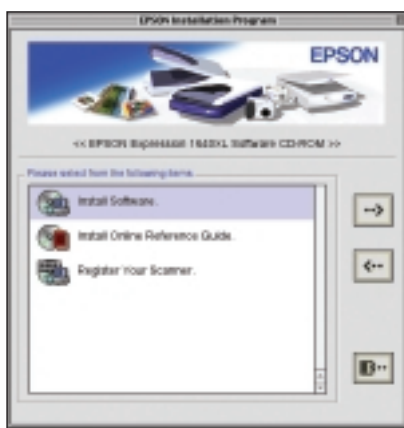 EPSON Installation Program
EPSON
<< EPSON Expression 1640XL Software CD-ROM >>
Please select from the following items.
Install Software.
Install Online Reference Guide.
Register Your Scanner.